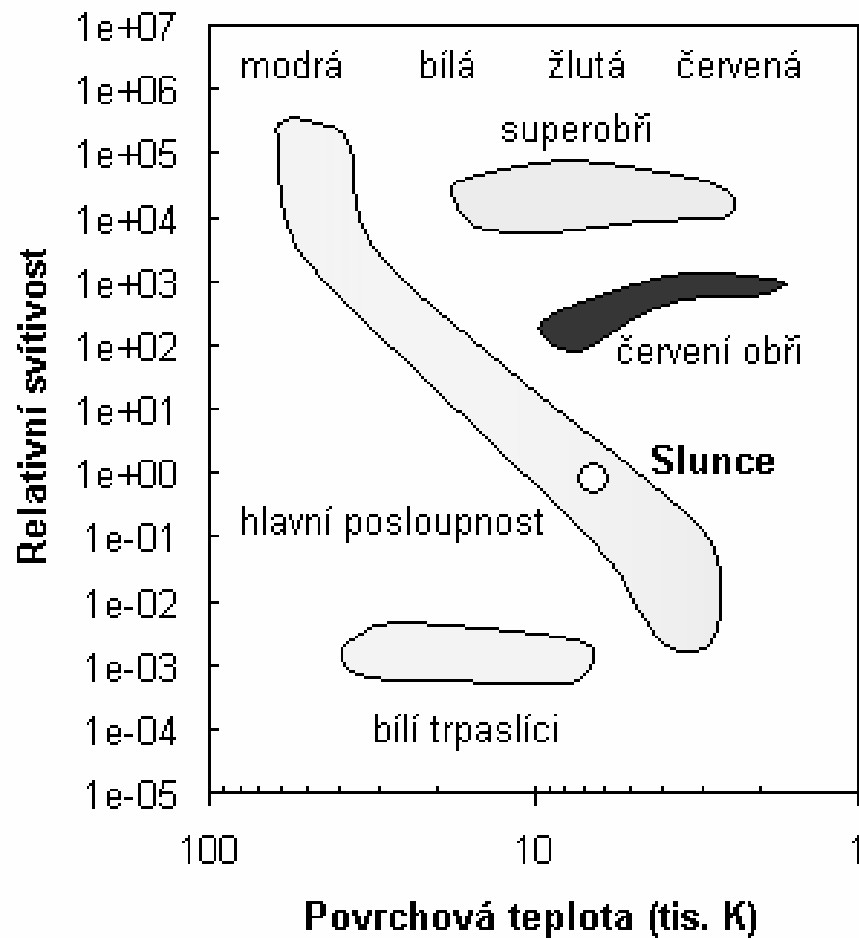 1e+07
1e+06
1e+05
1e+04
1e+03
1e+02
1e+01
1e+00
1e-01
1e-02
1e-03
1e-04
1e-05
Relativní svítivost
modrá bílá žlutá červená
superobři
červení obři
Slunce
hlavní posloupnost
bílí trpaslíci
100 10 1
Povrchová teplota (tis. K)